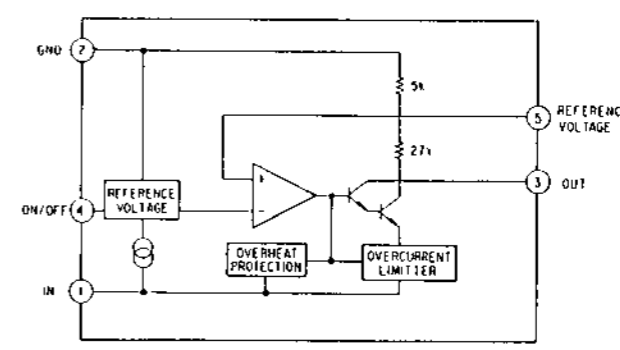 GND 2
5k
5 REFERENC
VOLTAGE
27k
+
3 OUT
REFERENCE
VOLTAGE
ON/OFF 4
-
OVERHEAT
PROTECTION
OVERCURRENT
LIMITTER
IN 1